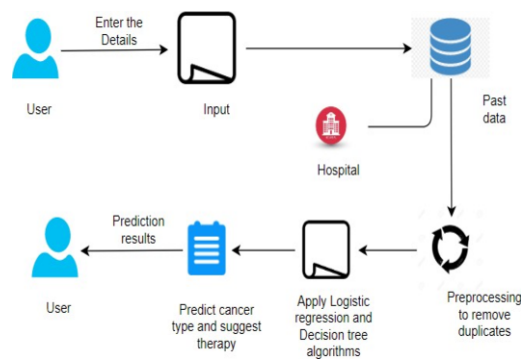 Enter the
Details
User
Input
Past
data
Hospital
Prediction
results
User
Predict cancer
type and suggest
therapy
Apply Logistic
regression and
Decision tree
algorithms
Preprocessing
to remove
duplicates